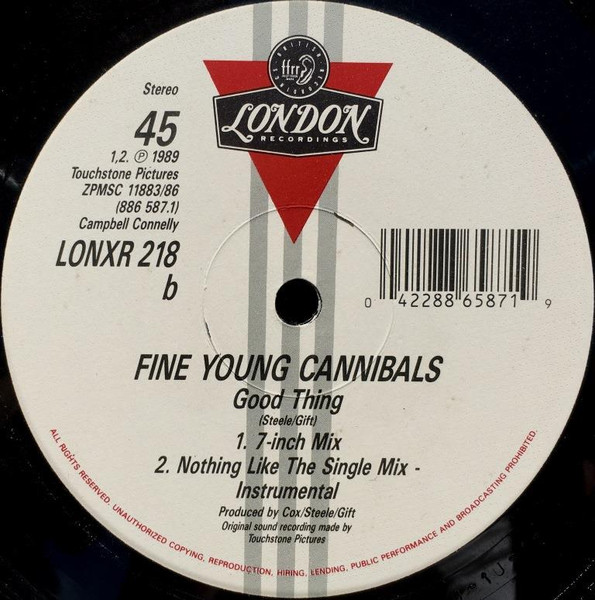 ffrr
LONDON
RECORDINGS
Stereo
45
1,2. ℗ 1989
Touchstone Pictures
ZPMSC 11883/86
(886 587.1)
Campbell Connelly
LONXR 218
b
0 42288 65871 9
FINE YOUNG CANNIBALS
Good Thing
(Steele/Gift)
1. 7-inch Mix
2. Nothing Like The Single Mix -
Instrumental
Produced by Cox/Steele/Gift
Original sound recording made by
Touchstone Pictures
ALL RIGHTS RESERVED. UNAUTHORIZED COPYING, REPRODUCTION, HIRING, LENDING, PUBLIC PERFORMANCE AND BROADCASTING PROHIBITED.